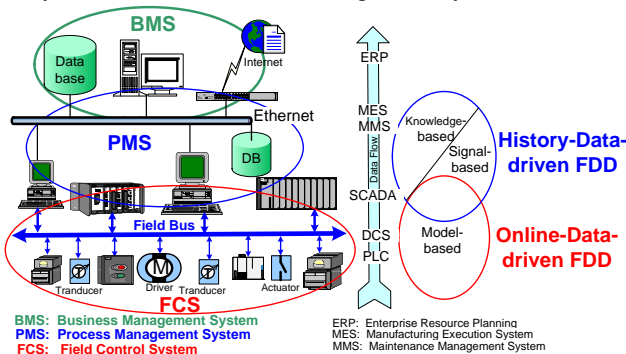 BMS
Data
base
Internet
Ethernet
PMS
DB
Field Bus
Tranducer
Driver
M
Tranducer
Actuator
FCS
BMS: Business Management System
PMS: Process Management System
FCS: Field Control System
ERP
MES
MMS
Data Flow
SCADA
DCS
PLC
Knowledge-
based
Signal-
based
Model-
based
History-Data-
driven FDD
Online-Data-
driven FDD
ERP: Enterprise Resource Planning
MES: Manufacturing Execution System
MMS: Maintenance Management System